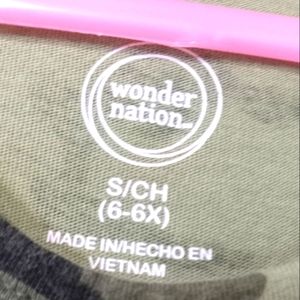 wonder
nation
S/CH
(6-6X)
MADE IN/HECHO EN
VIETNAM